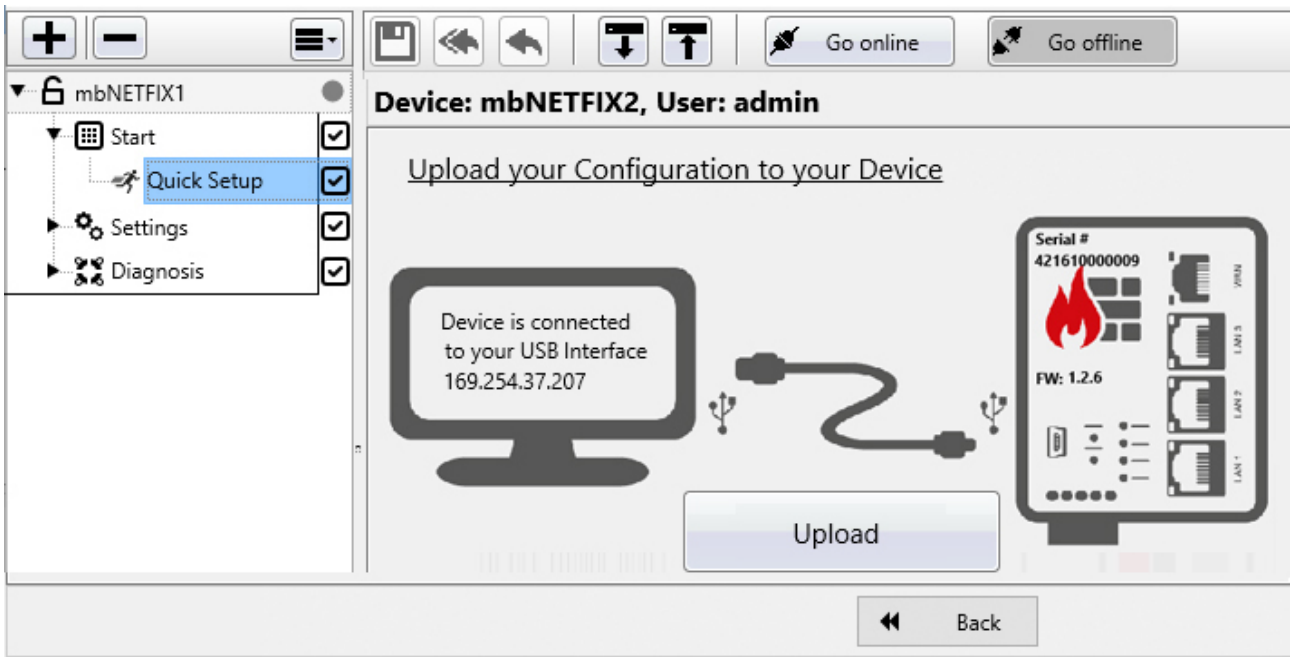 Go online
Go offline
mbNETFIX1
Start
Quick Setup
Settings
Diagnosis
Device: mbNETFIX2, User: admin
Upload your Configuration to your Device
Device is connected
to your USB Interface
169.254.37.207
Serial #
421610000009
FW: 1.2.6
WAN
LAN 3
LAN 2
LAN 1
Upload
Back